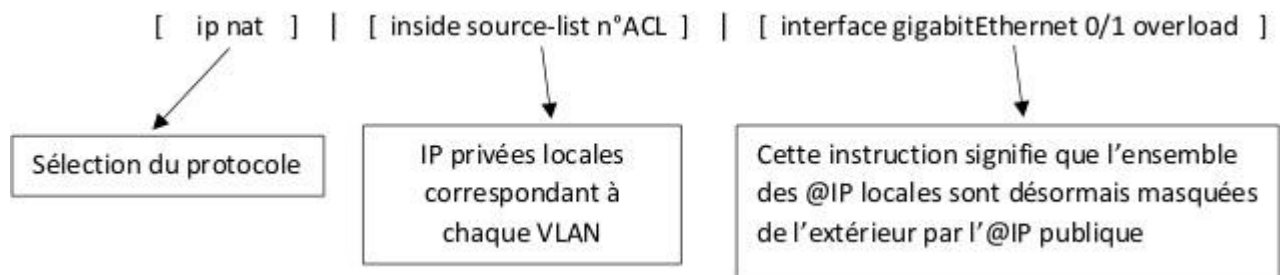 [ ip nat ] | [ inside source-list n°ACL ] | [ interface gigabitEthernet 0/1 overload ]
Sélection du protocole
IP privées locales
correspondant à
chaque VLAN
Cette instruction signifie que l'ensemble
des @IP locales sont désormais masquées
de l'extérieur par l'@IP publique